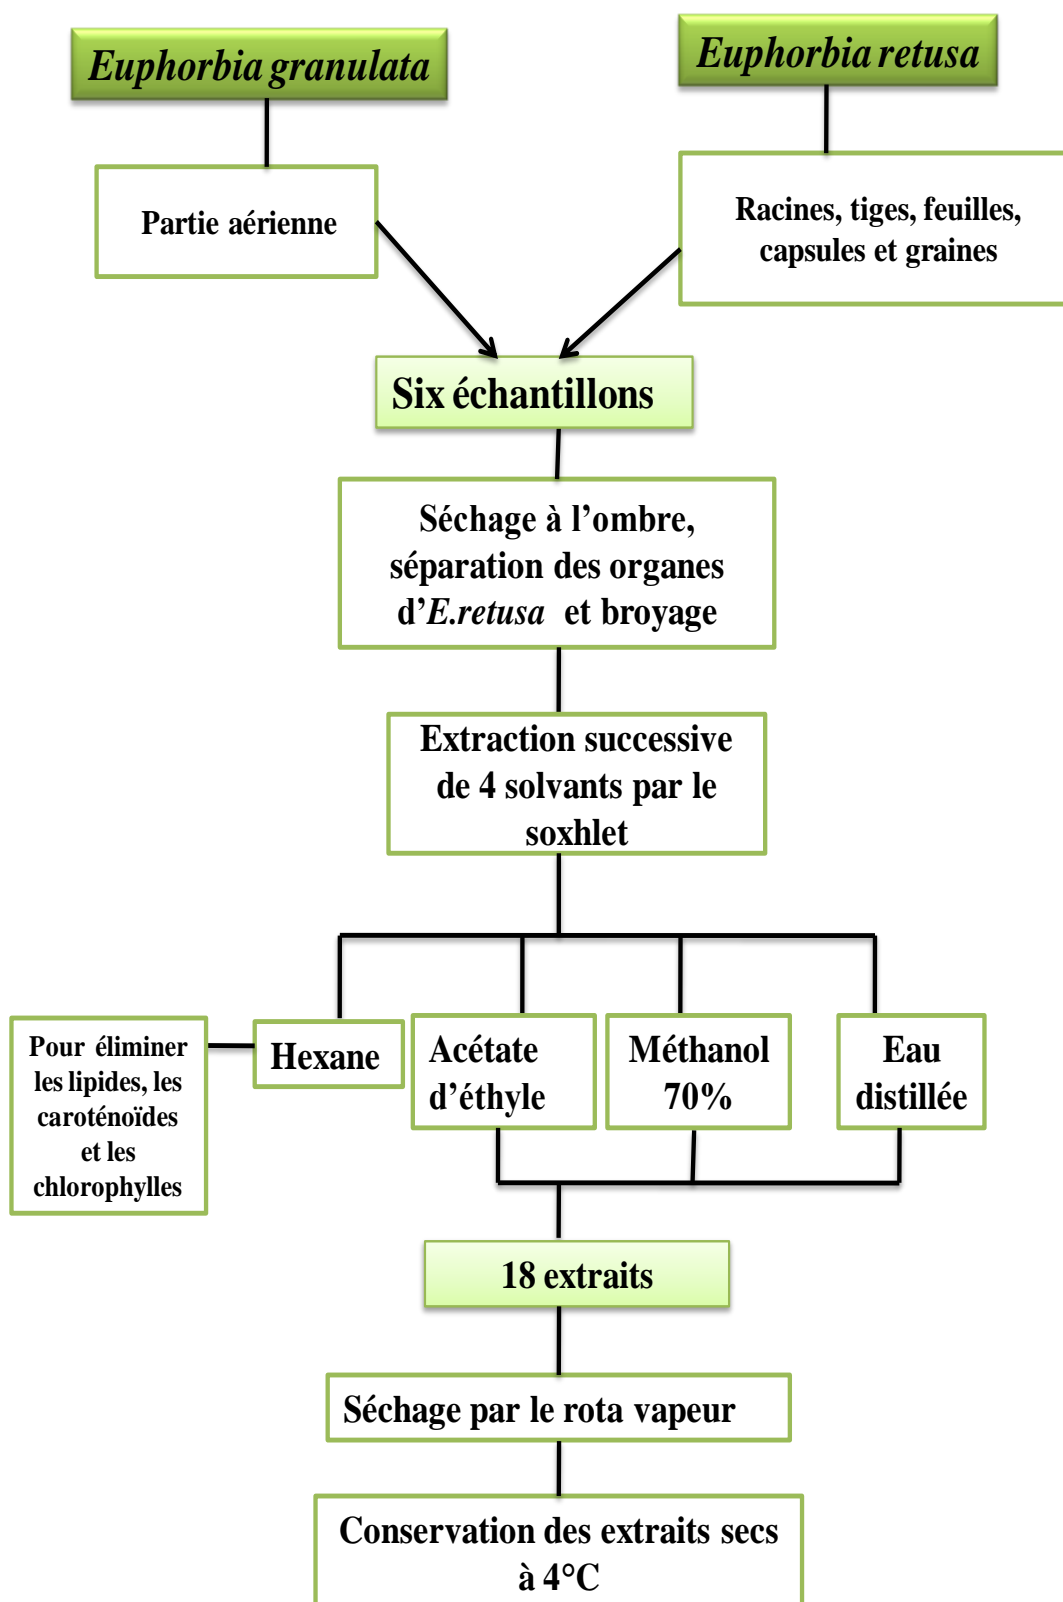 Euphorbia granulata
Euphorbia retusa
Partie aérienne
Racines, tiges, feuilles,
capsules et graines
Six échantillons
Séchage à l’ombre,
séparation des organes
d’E.retusa et broyage
Extraction successive
de 4 solvants par le
soxhlet
Pour éliminer
les lipides, les
caroténoïdes
et les
chlorophylles
Hexane
Acétate
d’éthyle
Méthanol
70%
Eau
distillée
18 extraits
Séchage par le rota vapeur
Conservation des extraits secs
à 4°C